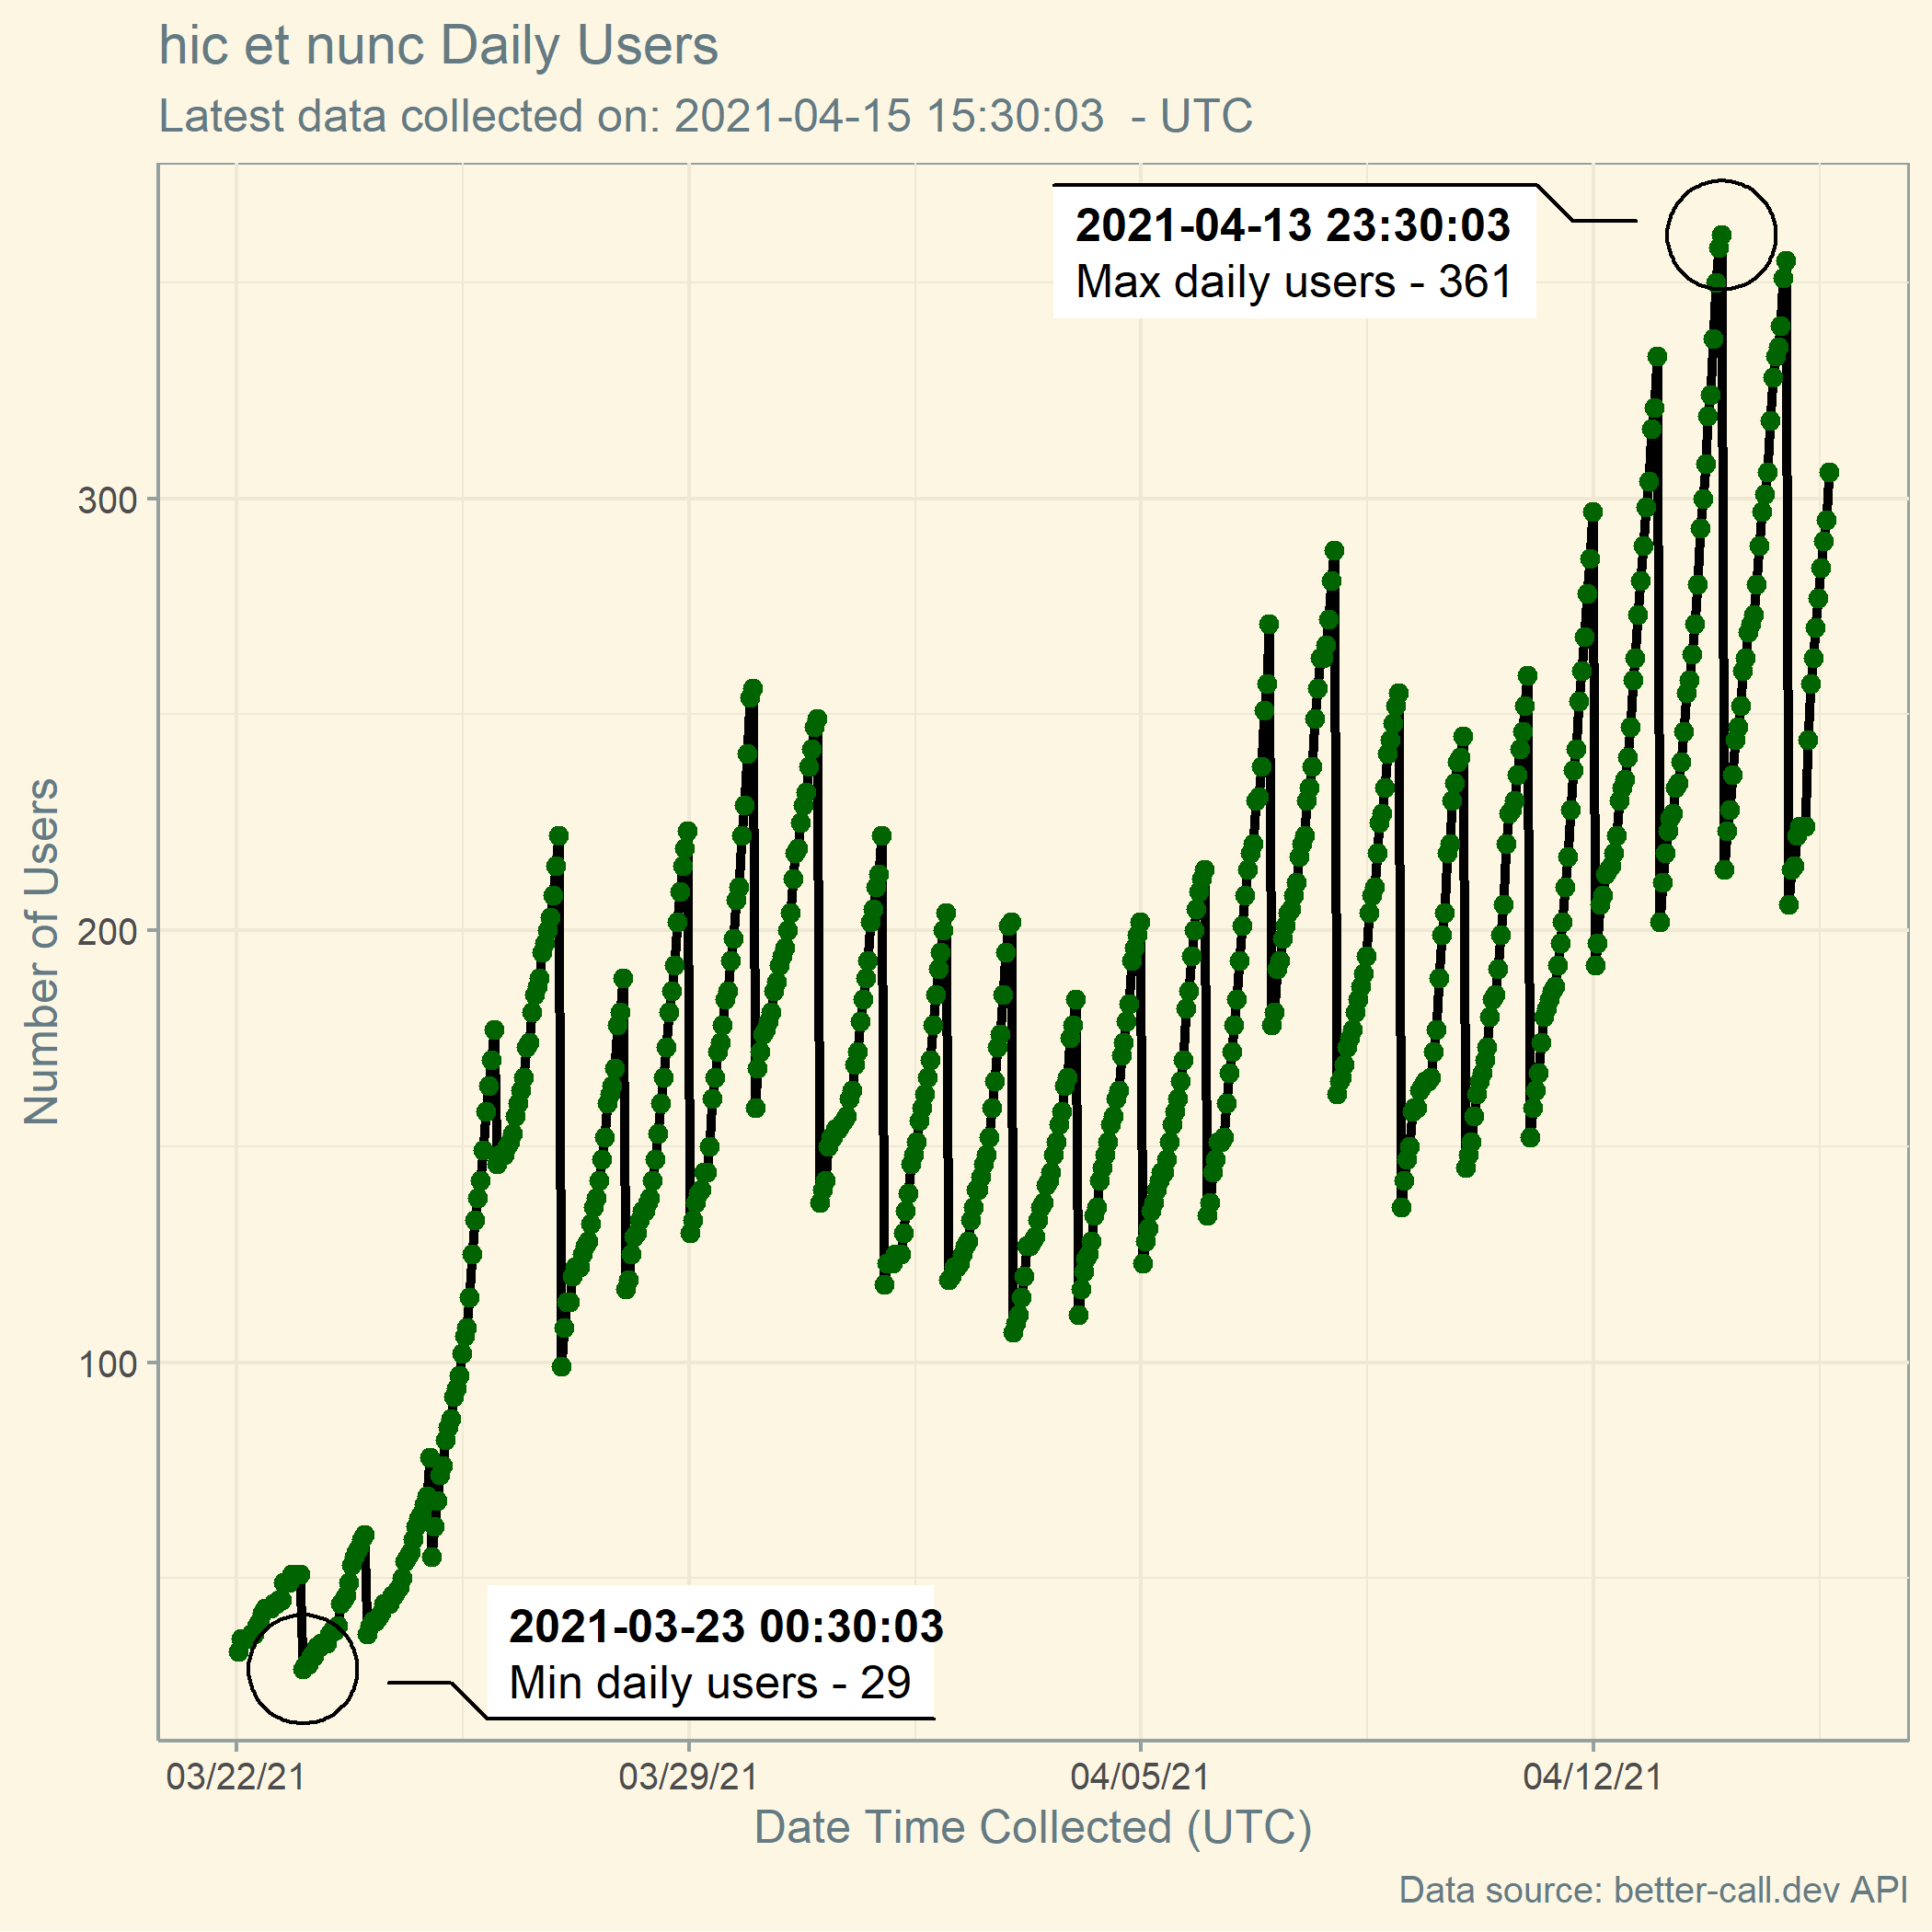 hic et nunc Daily Users
Latest data collected on: 2021-04-15 15:30:03  - UTC
2021-04-13 23:30:03
Max daily users - 361
300
200
100
Number of Users
2021-03-23 00:30:03
Min daily users - 29
03/22/21 03/29/21 04/05/21 04/12/21
Date Time Collected (UTC)
Data source: better-call.dev API